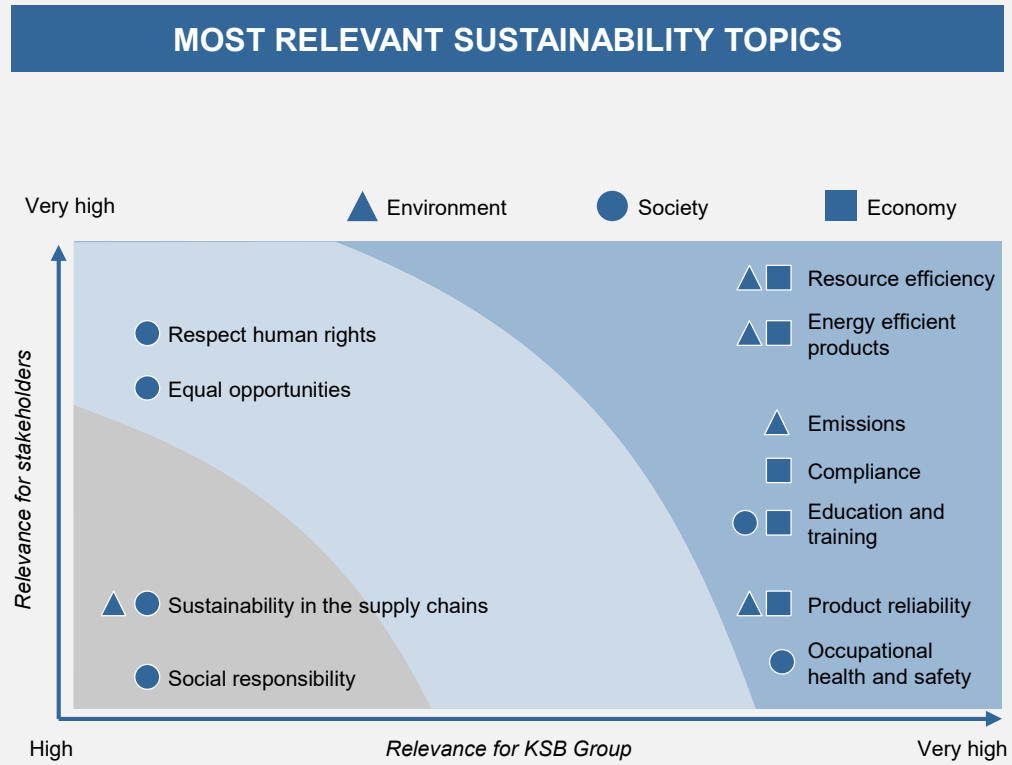 MOST RELEVANT SUSTAINABILITY TOPICS
Very high
Environment
Society
Economy
Relevance for stakeholders
Resource efficiency
Respect human rights
Energy efficient
products
Equal opportunities
Emissions
Compliance
Education and
training
Sustainability in the supply chains
Product reliability
Social responsibility
Occupational
health and safety
High
Relevance for KSB Group
Very high